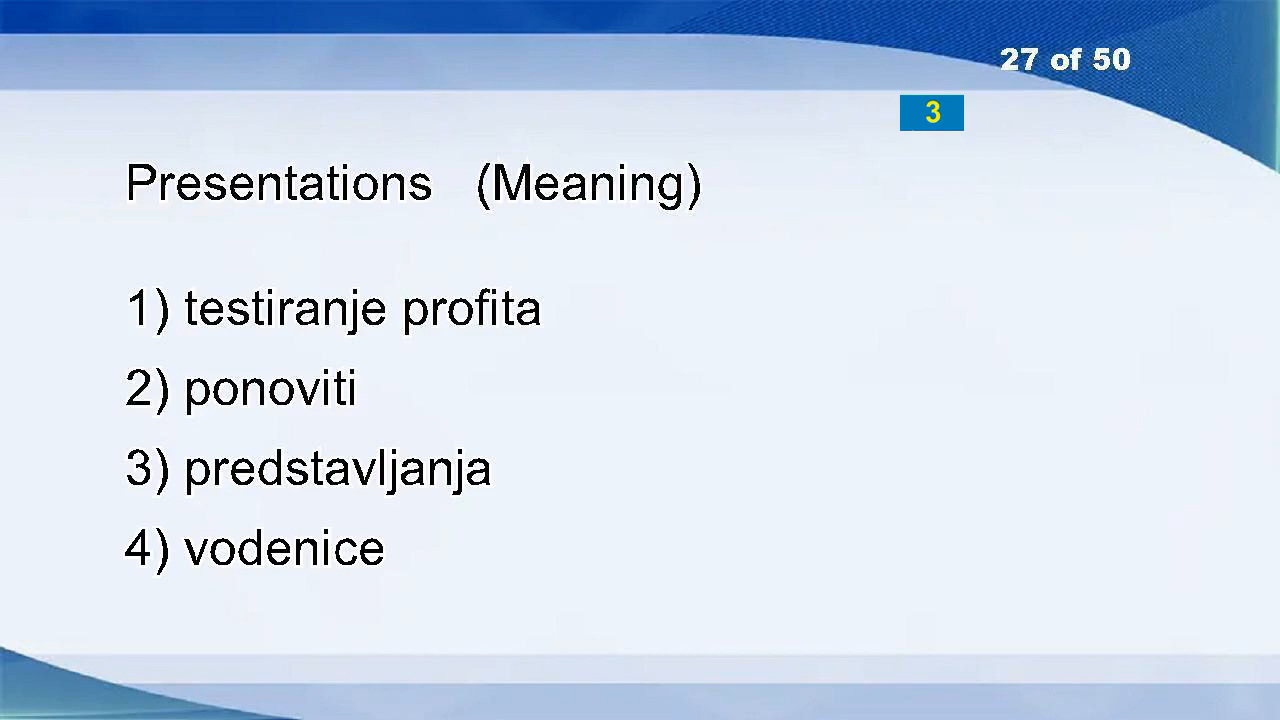 27 of 50
3
Presentations (Meaning)
1) testiranje profita
2) ponoviti
3) predstavljanja
4) vodenice